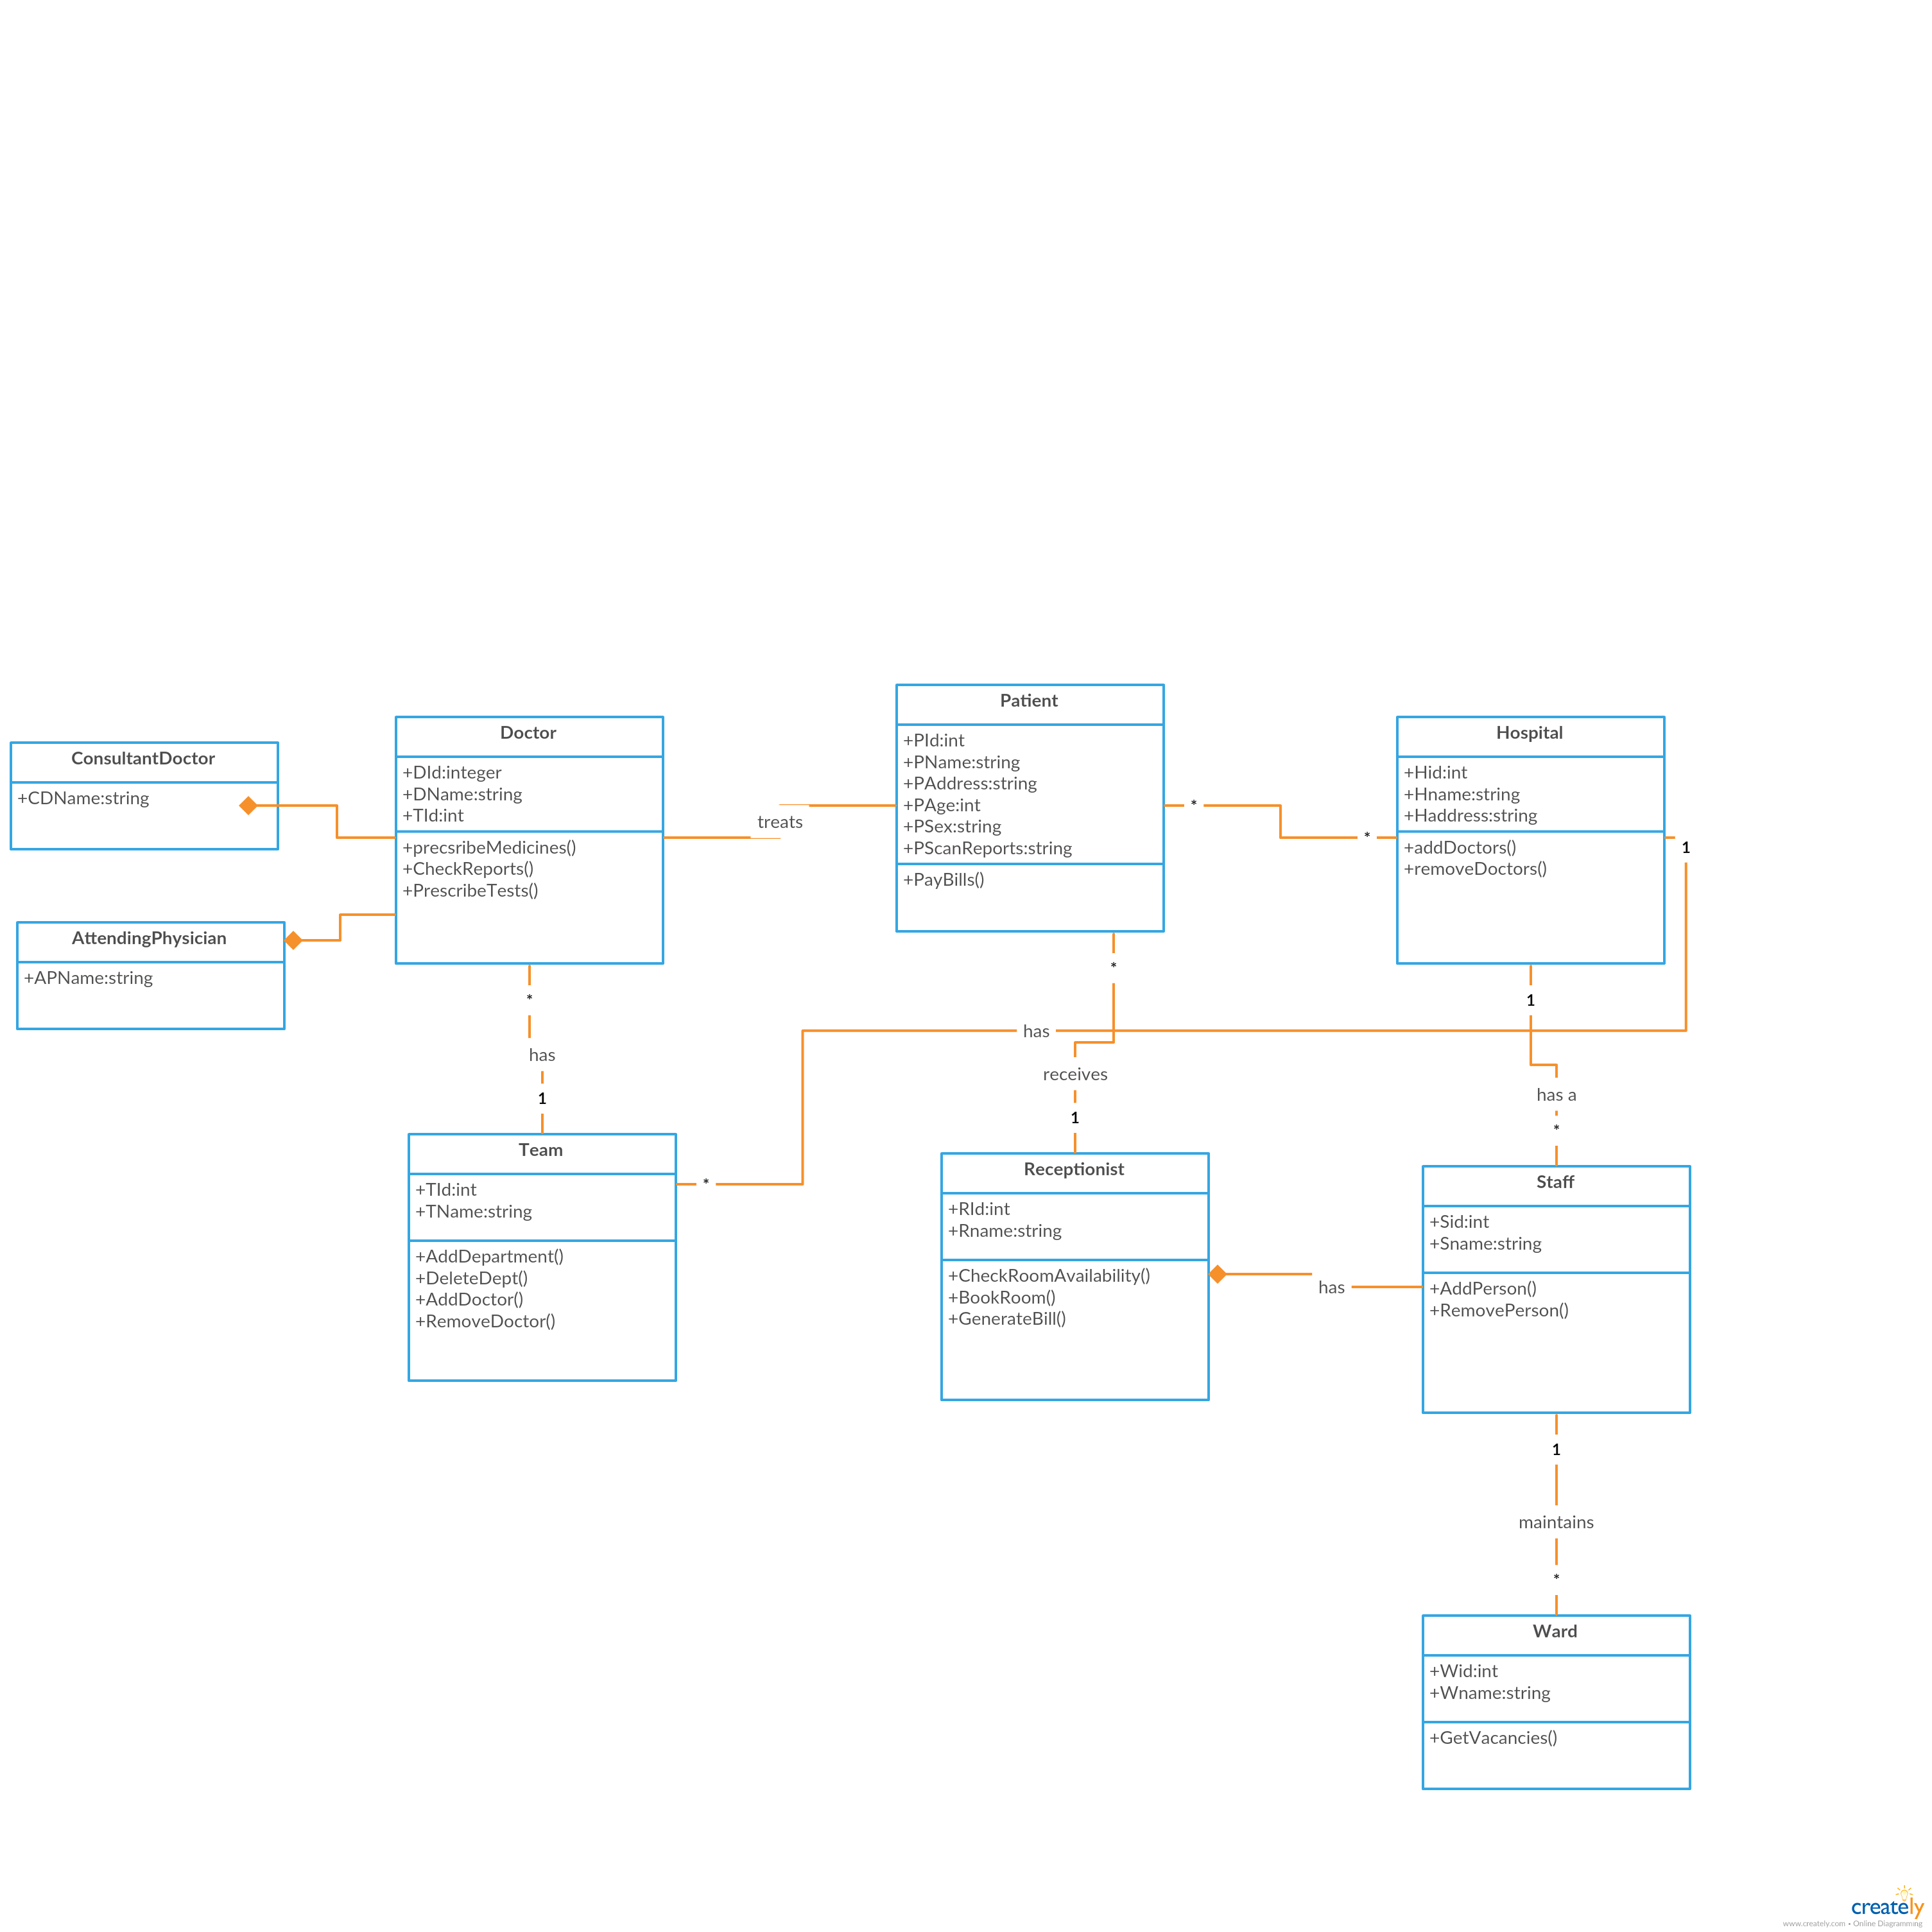 Patient
+PId:int
+PName:string
+PAddress:string
+PAge:int
+PSex:string
+PScanReports:string
+PayBills()
Doctor
+DId:integer
+DName:string
+TId:int
+precsribeMedicines()
+CheckReports()
+PrescribeTests()
Hospital
+Hid:int
+Hname:string
+Haddress:string
+addDoctors()
+removeDoctors()
ConsultantDoctor
+CDName:string
treats
*
*
1
AttendingPhysician
+APName:string
*
*
1
has
has
receives
1
1
has a
*
Team
+TId:int
+TName:string
+AddDepartment()
+DeleteDept()
+AddDoctor()
+RemoveDoctor()
*
Receptionist
+RId:int
+Rname:string
+CheckRoomAvailability()
+BookRoom()
+GenerateBill()
has
Staff
+Sid:int
+Sname:string
+AddPerson()
+RemovePerson()
1
maintains
*
Ward
+Wid:int
+Wname:string
+GetVacancies()
creately
www.creately.com • Online Diagramming